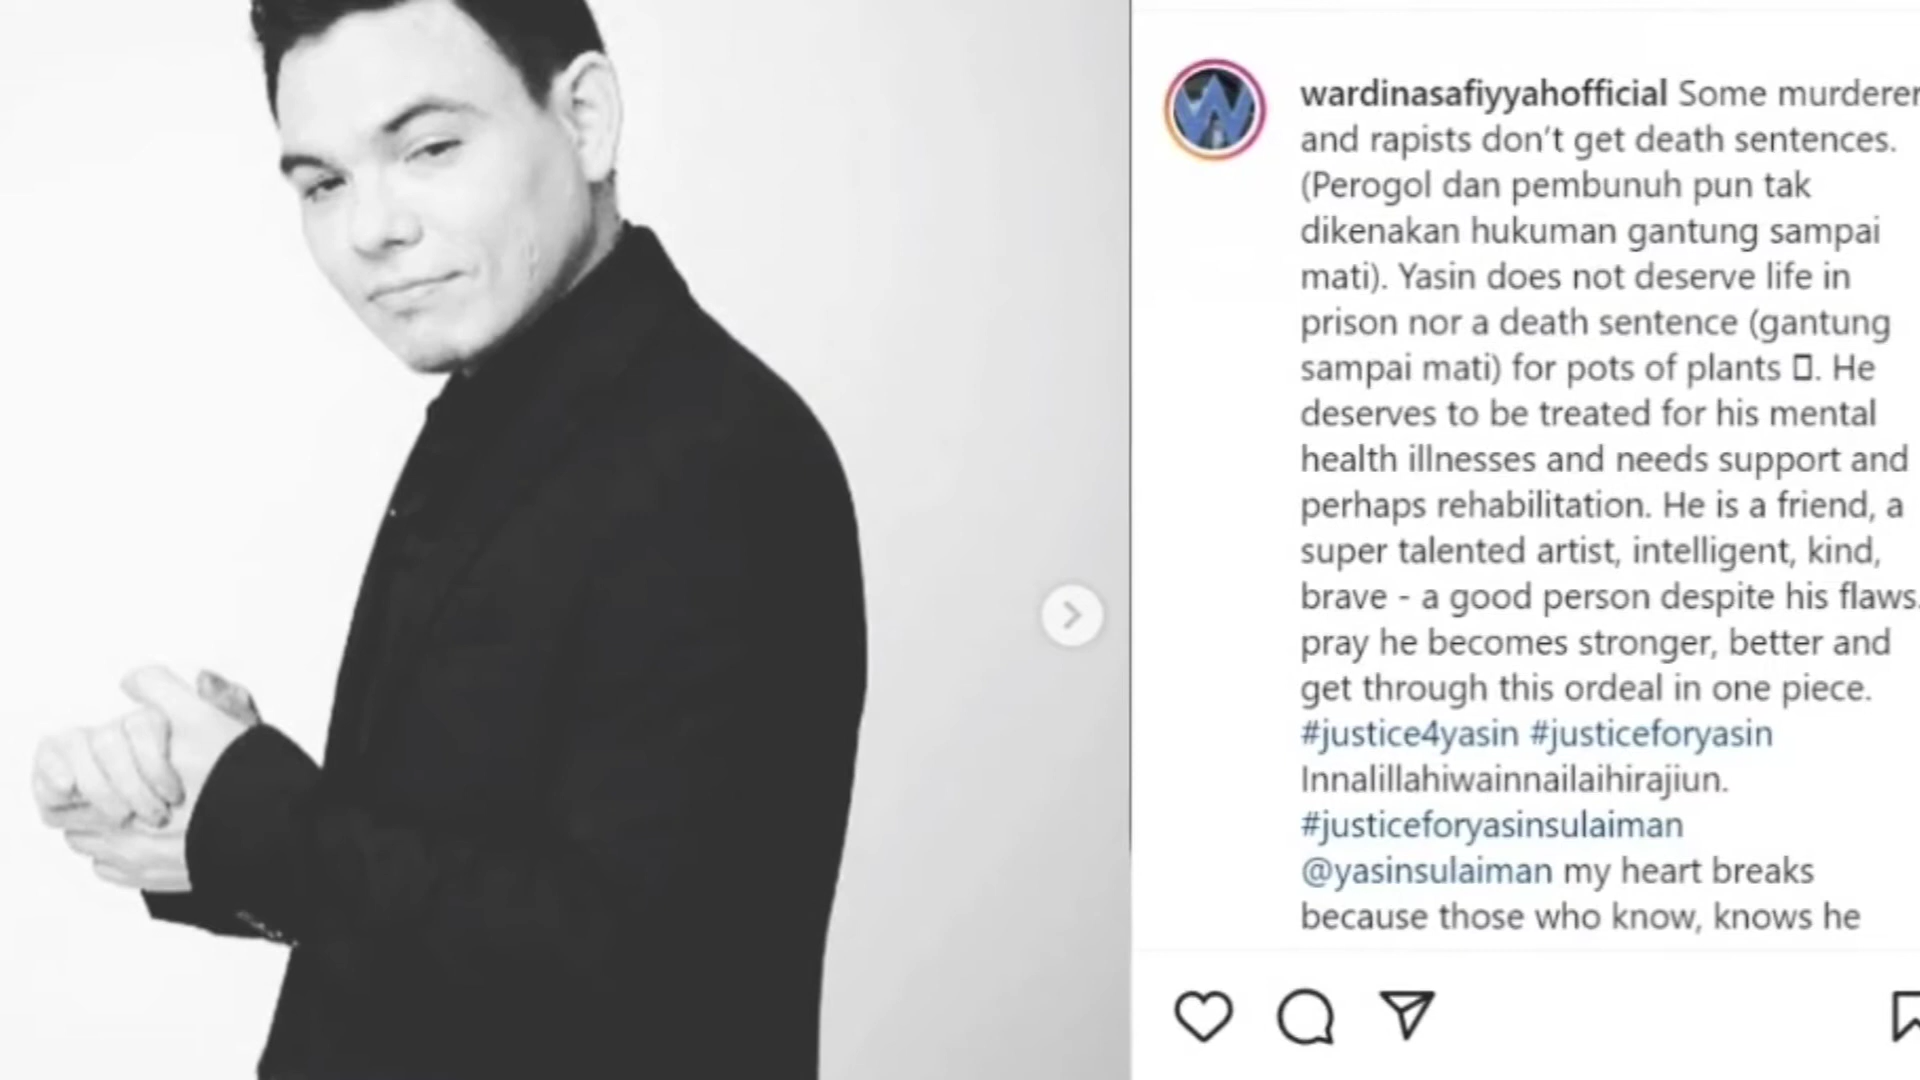 wardinasafiyyahofficial Some murderer
and rapists don't get death sentences.
(Perogol dan pembunuh pun tak
dikenakan hukuman gantung sampai
mati). Yasin does not deserve life in
prison nor a death sentence (gantung
sampai mati) for pots of plants . He
deserves to be treated for his mental
health illnesses and needs support and
perhaps rehabilitation. He is a friend, a
super talented artist, intelligent, kind,
brave - a good person despite his flaws.
pray he becomes stronger, better and
get through this ordeal in one piece.
#justice4yasin #justiceforyasin
Innalillahiwainnailaihirajiun.
#justiceforyasinsulaiman
@yasinsulaiman my heart breaks
because those who know, knows he